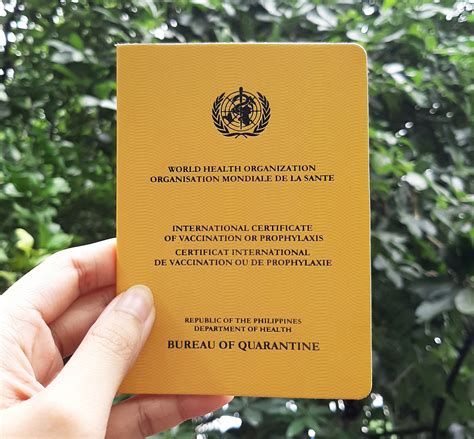 WORLD HEALTH ORGANIZATION
ORGANISATION MONDIALE DE LA SANTE
INTERNATIONAL CERTIFICATE
OF VACCINATION OR PROPHYLAXIS
CERTIFICAT INTERNATIONAL
DE VACCINATION OU DE PROPHYLAXIE
REPUBLIC OF THE PHILIPPINES
DEPARTMENT OF HEALTH
BUREAU OF QUARANTINE